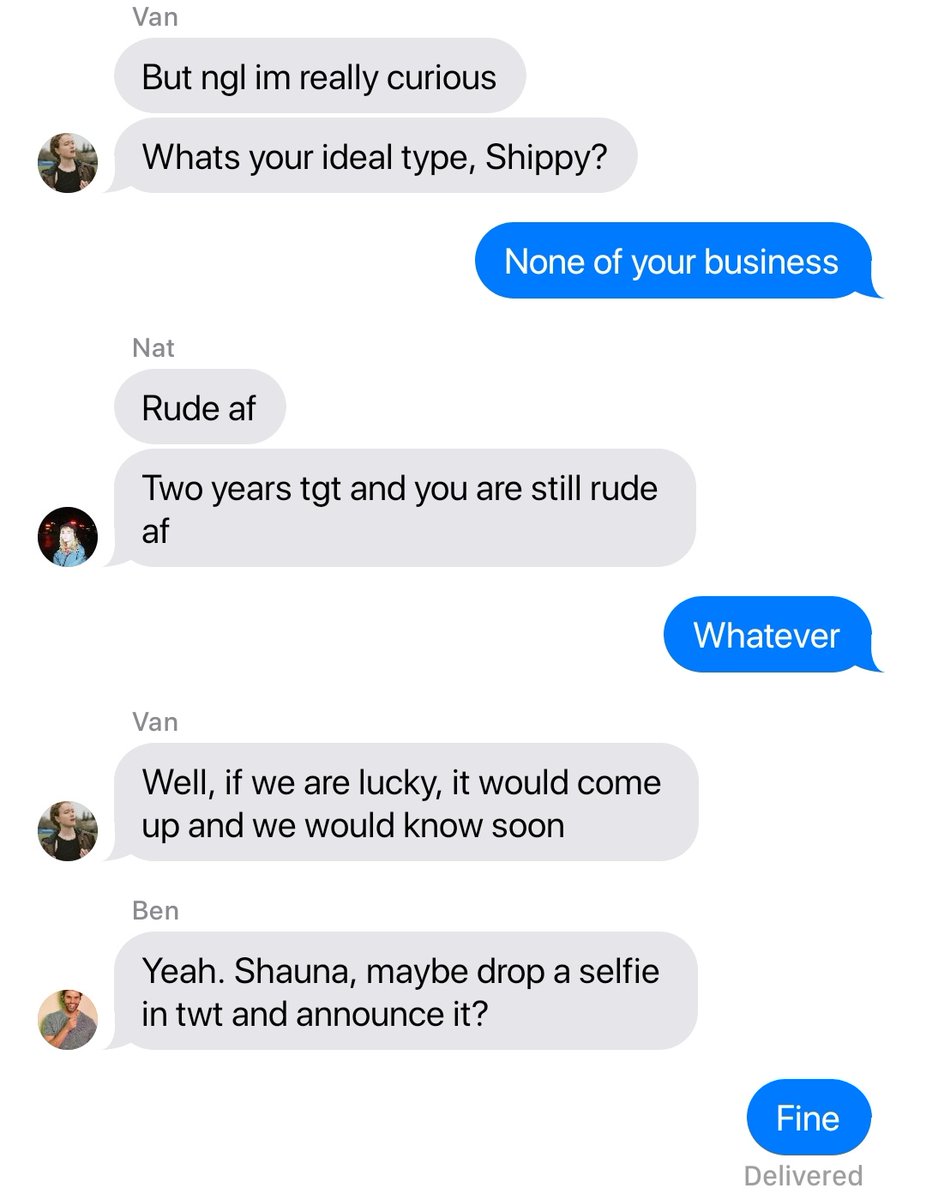 Van
But ngl im really curious
Whats your ideal type, Shippy?
None of your business
Nat
Rude af
Two years tgt and you are still rude
af
Whatever
Van
Well, if we are lucky, it would come
up and we would know soon
Ben
Yeah. Shauna, maybe drop a selfie
in twt and announce it?
Fine
Delivered